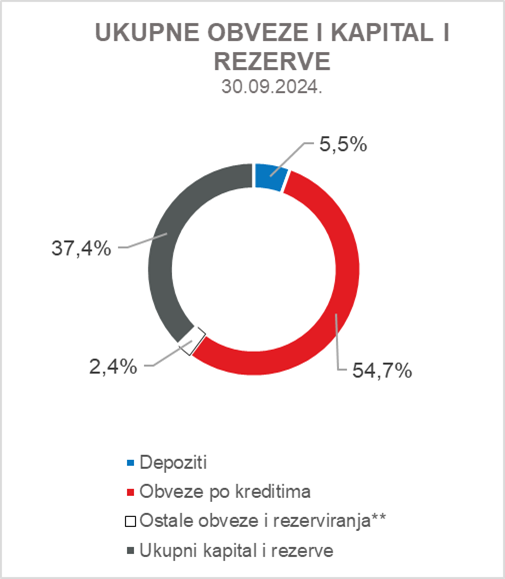 UKUPNE OBVEZE I KAPITAL I
REZERVE
30.09.2024.
5,5%
37,4%
2,4%
54,7%
Depoziti
Obveze po kreditima
Ostale obveze i rezerviranja**
Ukupni kapital i rezerve